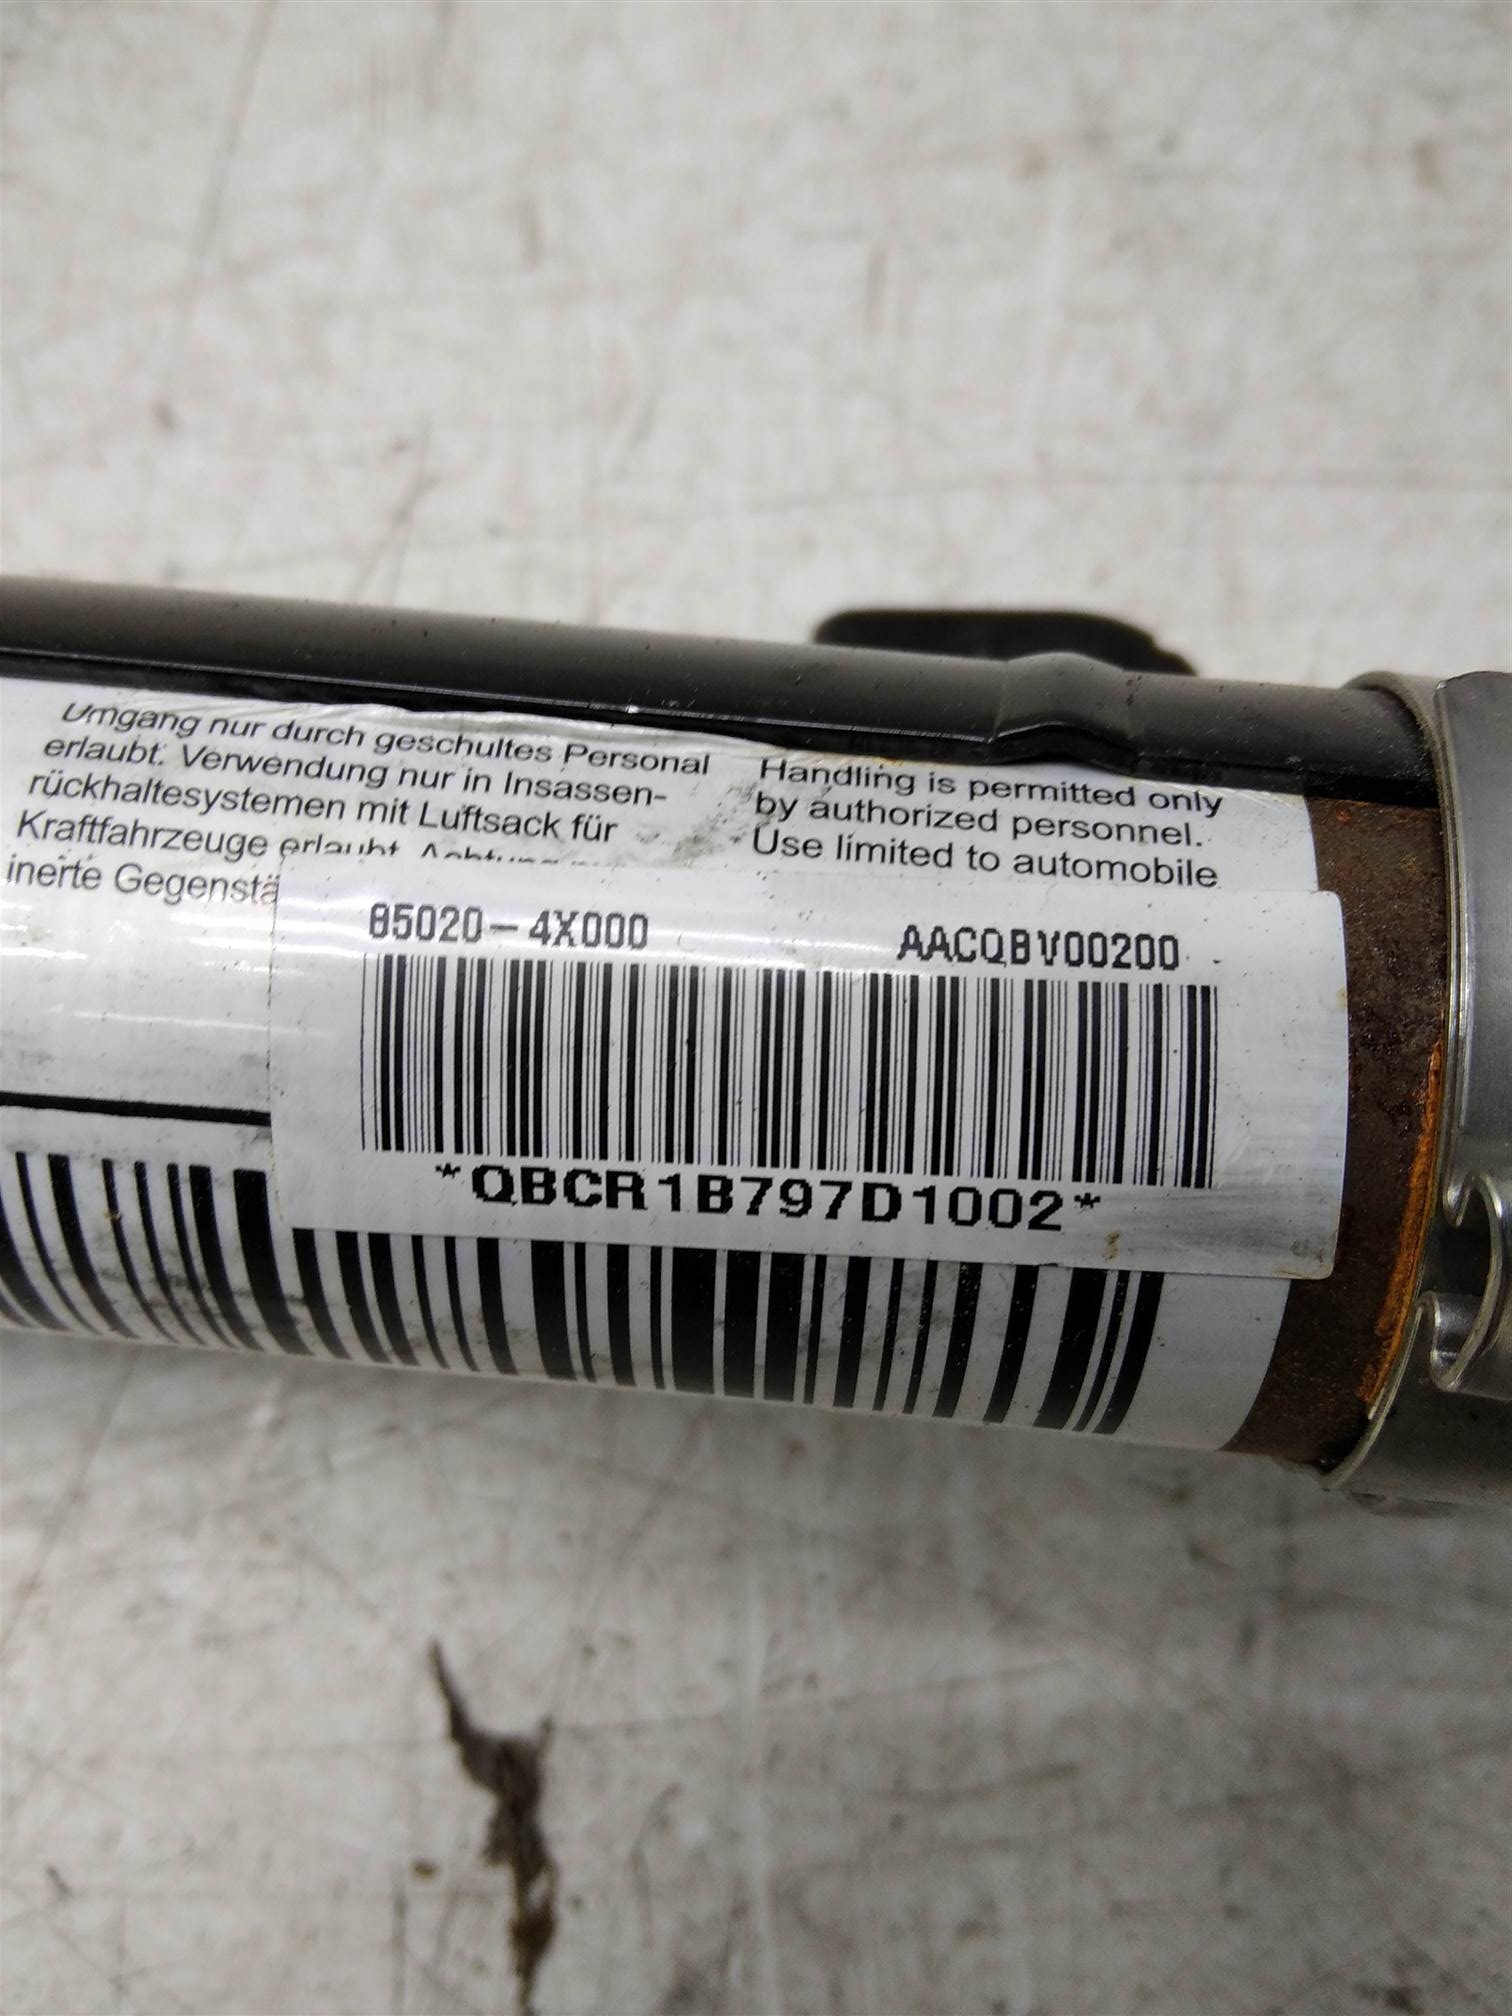 Umgang nur durch geschultes Personal
erlaubt. Verwendung nur in Insassen-
rückhaltesystemen mit Luftsack für
Kraftfahrzeuge erlaubt.
inerte
Handling is permitted only
by authorized personnel.
Use limited to automobile
85020-4X000
AACQBV00200
*QBCR1B797D1002*